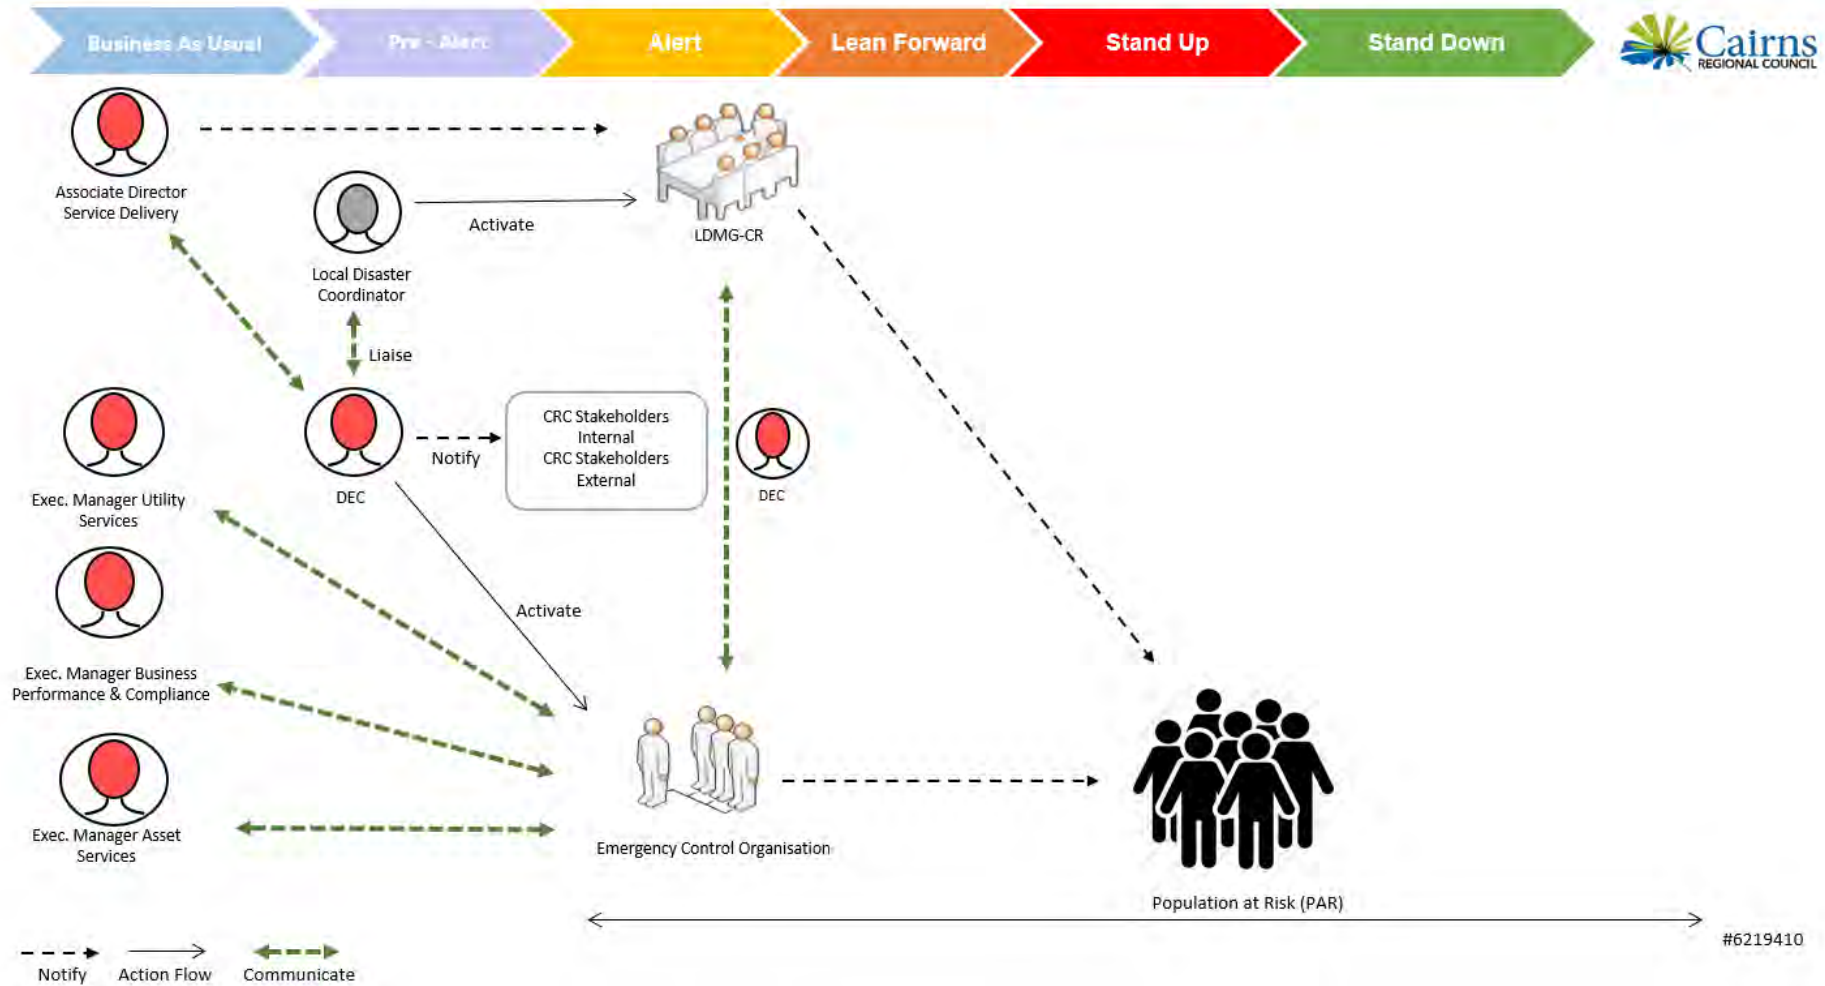 Business As Usual
Pre - Alert
Alert
Lean Forward
Stand Up
Stand Down
Cairns
REGIONAL COUNCIL
Associate Director
Service Delivery
Local Disaster
Coordinator
Activate
LDMG-CR
Liaise
Exec. Manager Utility
Services
DEC
Notify
CRC Stakeholders
Internal
CRC Stakeholders
External
DEC
Activate
Exec. Manager Business
Performance & Compliance
Exec. Manager Asset
Services
Emergency Control Organisation
Population at Risk (PAR)
#6219410
Notify
Action Flow
Communicate